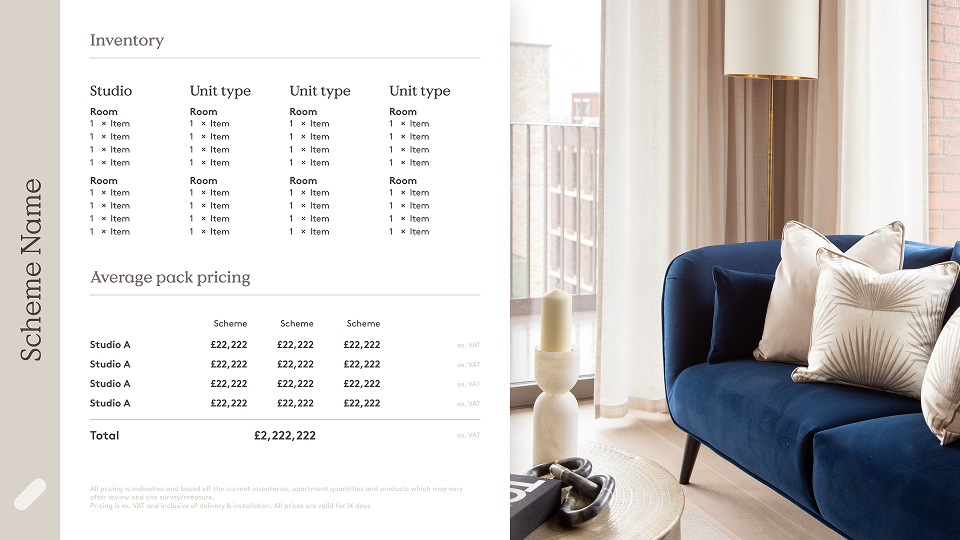 Scheme Name
Inventory
Studio Unit type Unit type Unit type
Room Room Room Room
1 × Item 1 × Item 1 × Item 1 × Item
1 × Item 1 × Item 1 × Item 1 × Item
1 × Item 1 × Item 1 × Item 1 × Item
1 × Item 1 × Item 1 × Item 1 × Item
Room Room Room Room
1 × Item 1 × Item 1 × Item 1 × Item
1 × Item 1 × Item 1 × Item 1 × Item
1 × Item 1 × Item 1 × Item 1 × Item
1 × Item 1 × Item 1 × Item 1 × Item
Average pack pricing
Scheme Scheme Scheme
Studio A £22,222 £22,222 £22,222 ex. VAT
Studio A £22,222 £22,222 £22,222 ex. VAT
Studio A £22,222 £22,222 £22,222 ex. VAT
Studio A £22,222 £22,222 £22,222 ex. VAT
Total £2,222,222 ex. VAT
All pricing is indicative and based off the current inventories, apartment quantities and products which may vary
after review and site survey/measure.
Pricing is ex. VAT and inclusive of delivery & installation. All prices are valid for 14 days